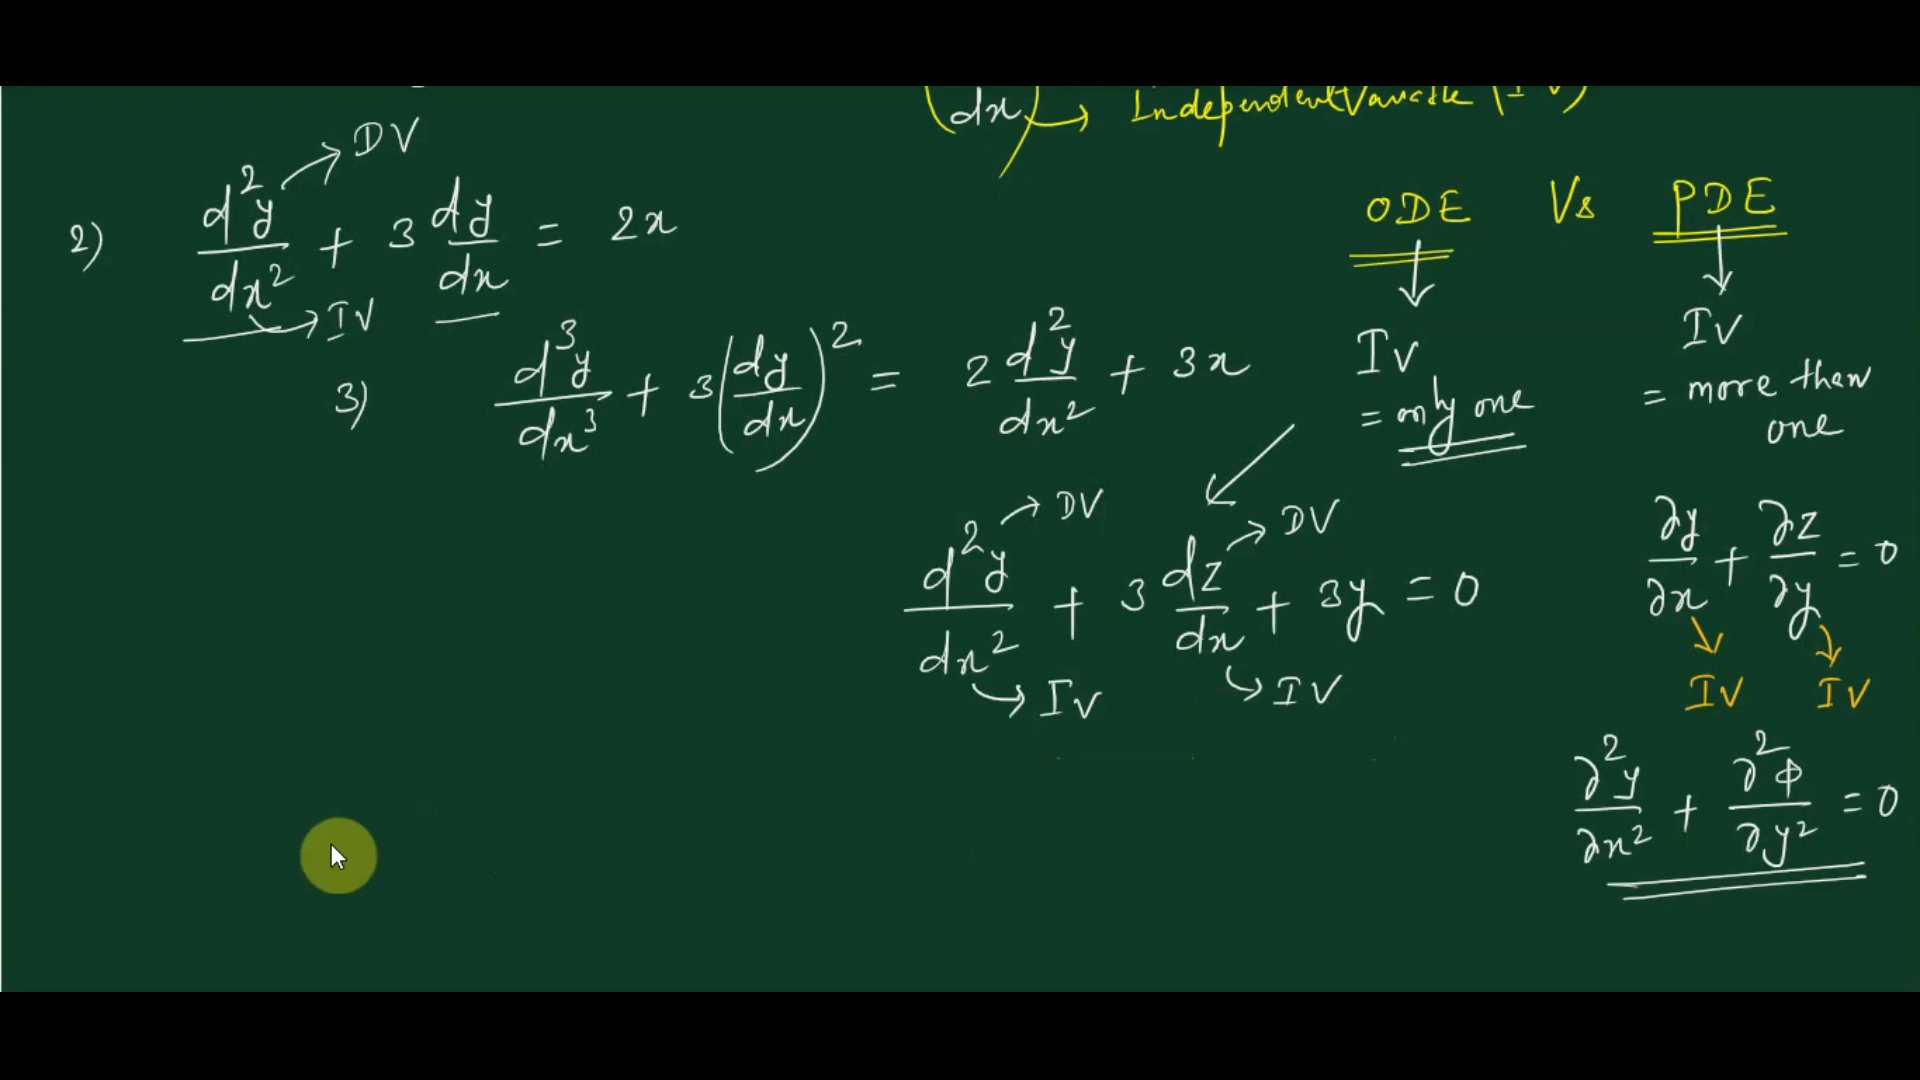 dx → Independent Variable (IV)
d²y/dx² + 3 dy/dx = 2x
2)
DV
IV
ODE Vs PDE
IV = only one
IV = more than one
3) d³y/dx³ + 3(dy/dx)² = 2 d²y/dx² + 3x
d²y/dx² + 3 dz/dx + 3y = 0
DV
DV
IV
IV
∂y/∂x + ∂z/∂y = 0
IV IV
∂²y/∂x² + ∂²ϕ/∂y² = 0